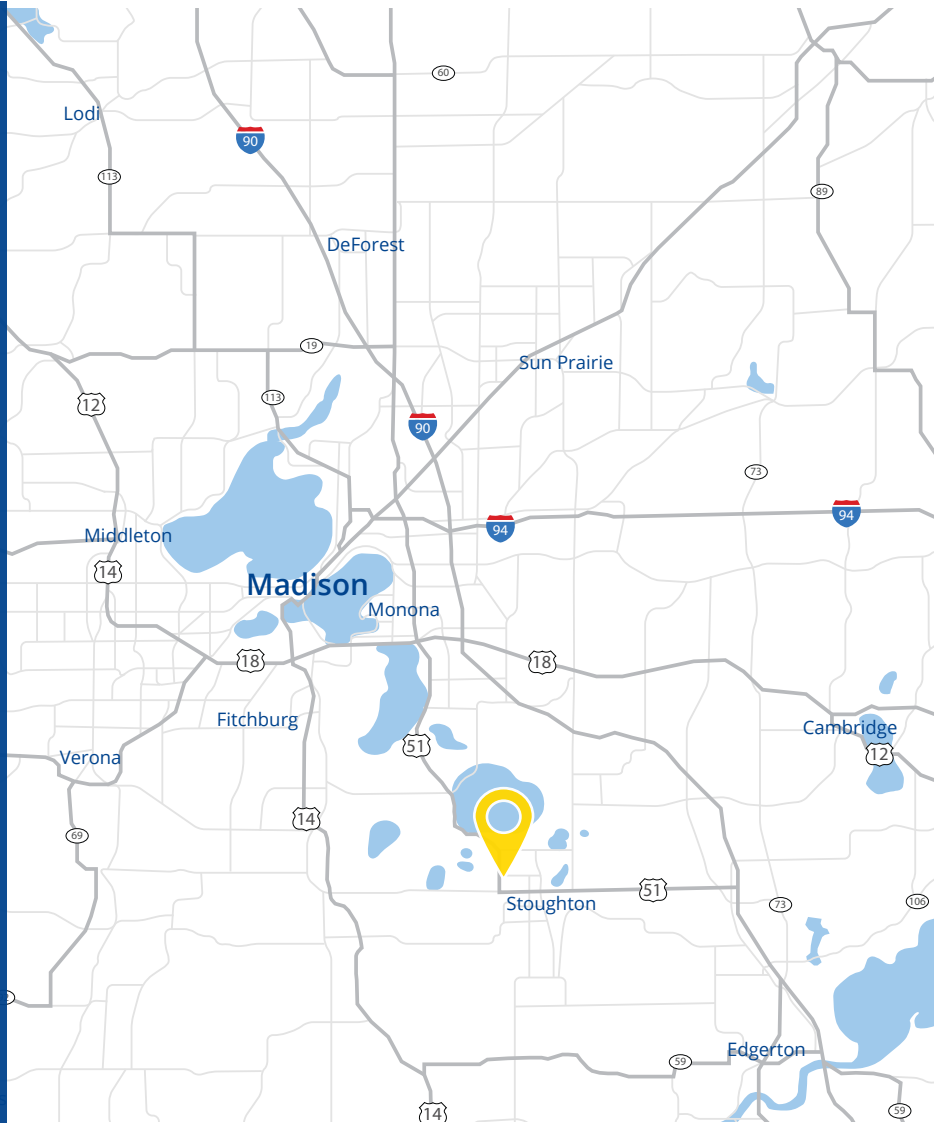 60
Lodi
90
113
89
DeForest
19
Sun Prairie
12
113
90
73
94
94
Middleton
14
Madison
Monona
18
18
Fitchburg
Cambridge
51
Verona
12
14
69
51
Stoughton
73
106
Edgerton
59
59
14